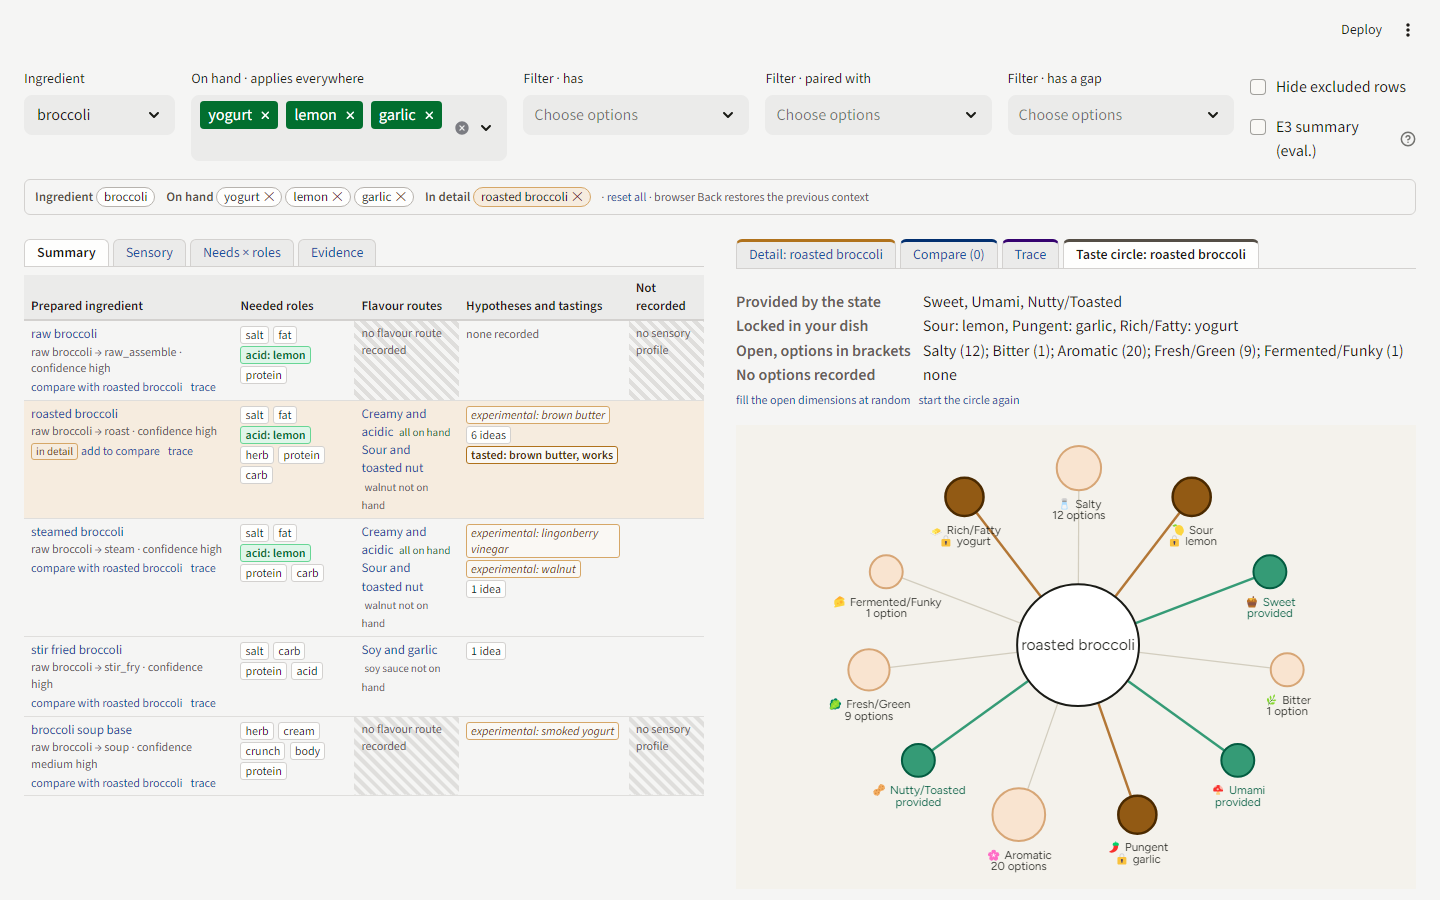 Deploy
Ingredient
On hand · applies everywhere
Filter · has
Filter · paired with
Filter · has a gap
broccoli
yogurt × lemon × garlic ×
Choose options
Choose options
Choose options
Hide excluded rows
E3 summary
(eval.)
Ingredient broccoli On hand yogurt × lemon × garlic × In detail roasted broccoli × · reset all · browser Back restores the previous context
Summary Sensory Needs × roles Evidence
Prepared ingredient Needed roles Flavour routes Hypotheses and tastings Not
recorded
raw broccoli
raw broccoli → raw_assemble ·
confidence high
compare with roasted broccoli trace
salt fat
acid: lemon
protein
no flavour route
recorded
none recorded
no sensory
profile
roasted broccoli
raw broccoli → roast · confidence high
in detail add to compare trace
salt fat
acid: lemon
herb protein
carb
Creamy and
acidic all on hand
Sour and
toasted nut
walnut not on
hand
experimental: brown butter
6 ideas
tasted: brown butter, works
steamed broccoli
raw broccoli → steam · confidence high
compare with roasted broccoli trace
salt fat
acid: lemon
protein carb
Creamy and
acidic all on hand
Sour and
toasted nut
walnut not on
hand
experimental: lingonberry
vinegar
experimental: walnut
1 idea
stir fried broccoli
raw broccoli → stir_fry · confidence
high
compare with roasted broccoli trace
salt carb
protein acid
Soy and garlic
soy sauce not on
hand
1 idea
broccoli soup base
raw broccoli → soup · confidence
medium high
compare with roasted broccoli trace
herb cream
crunch body
protein
no flavour route
recorded
experimental: smoked yogurt
no sensory
profile
Detail: roasted broccoli Compare (0) Trace Taste circle: roasted broccoli
Provided by the state Sweet, Umami, Nutty/Toasted
Locked in your dish Sour: lemon, Pungent: garlic, Rich/Fatty: yogurt
Open, options in brackets Salty (12); Bitter (1); Aromatic (20); Fresh/Green (9); Fermented/Funky (1)
No options recorded none
fill the open dimensions at random start the circle again
Salty
12 options
Rich/Fatty
yogurt
Sour
lemon
Fermented/Funky
1 option
Sweet
provided
roasted broccoli
Fresh/Green
9 options
Bitter
1 option
Nutty/Toasted
provided
Umami
provided
Aromatic
20 options
Pungent
garlic